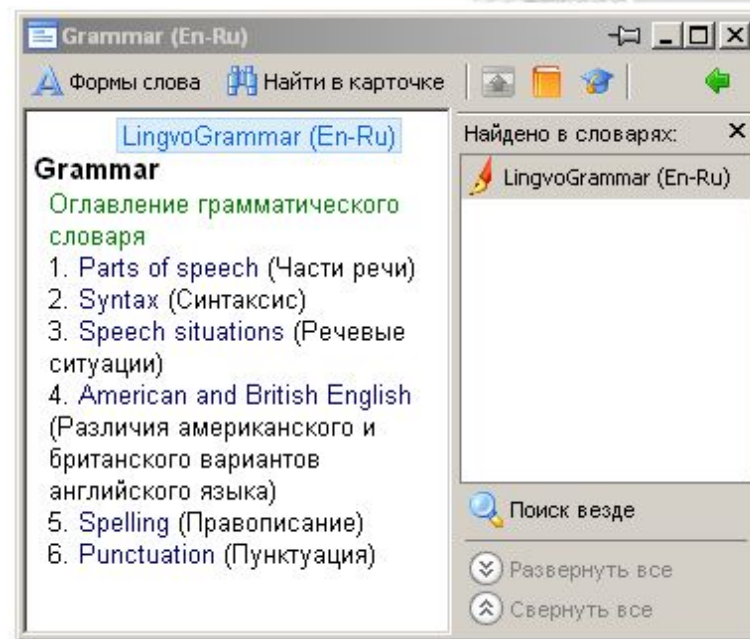 Grammar (En-Ru)
Формы слова Найти в карточке
LingvoGrammar (En-Ru)
Grammar
Оглавление грамматического
словаря
1. Parts of speech (Части речи)
2. Syntax (Синтаксис)
3. Speech situations (Речевые
ситуации)
4. American and British English
(Различия американского и
британского вариантов
английского языка)
5. Spelling (Правописание)
6. Punctuation (Пунктуация)
Найдено в словарях:
LingvoGrammar (En-Ru)
Поиск везде
Развернуть все
Свернуть все